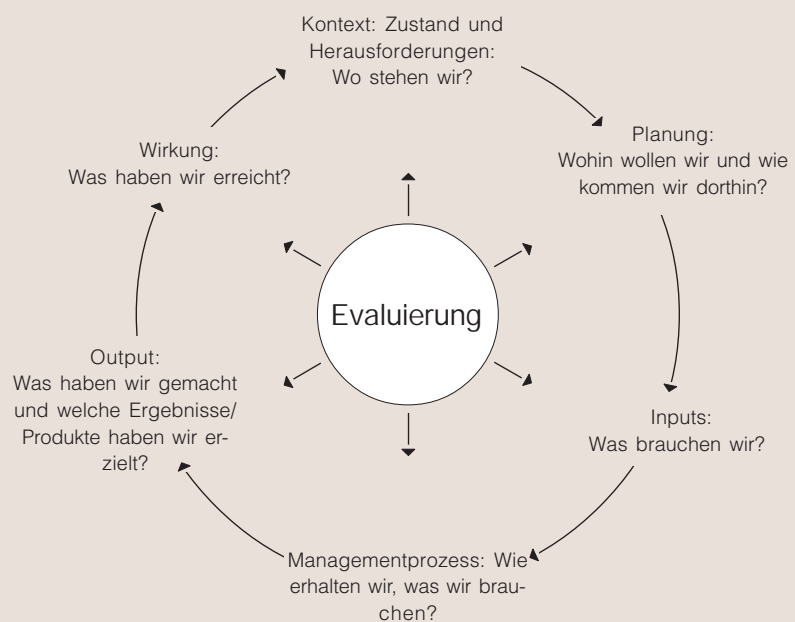 Kontext: Zustand und
Herausforderungen:
Wo stehen wir?
Planung:
Wohin wollen wir und wie
kommen wir dorthin?
Inputs:
Was brauchen wir?
Managementprozess: Wie
erhalten wir, was wir brau-
chen?
Output:
Was haben wir gemacht
und welche Ergebnisse/
Produkte haben wir er-
zielt?
Wirkung:
Was haben wir erreicht?
Evaluierung